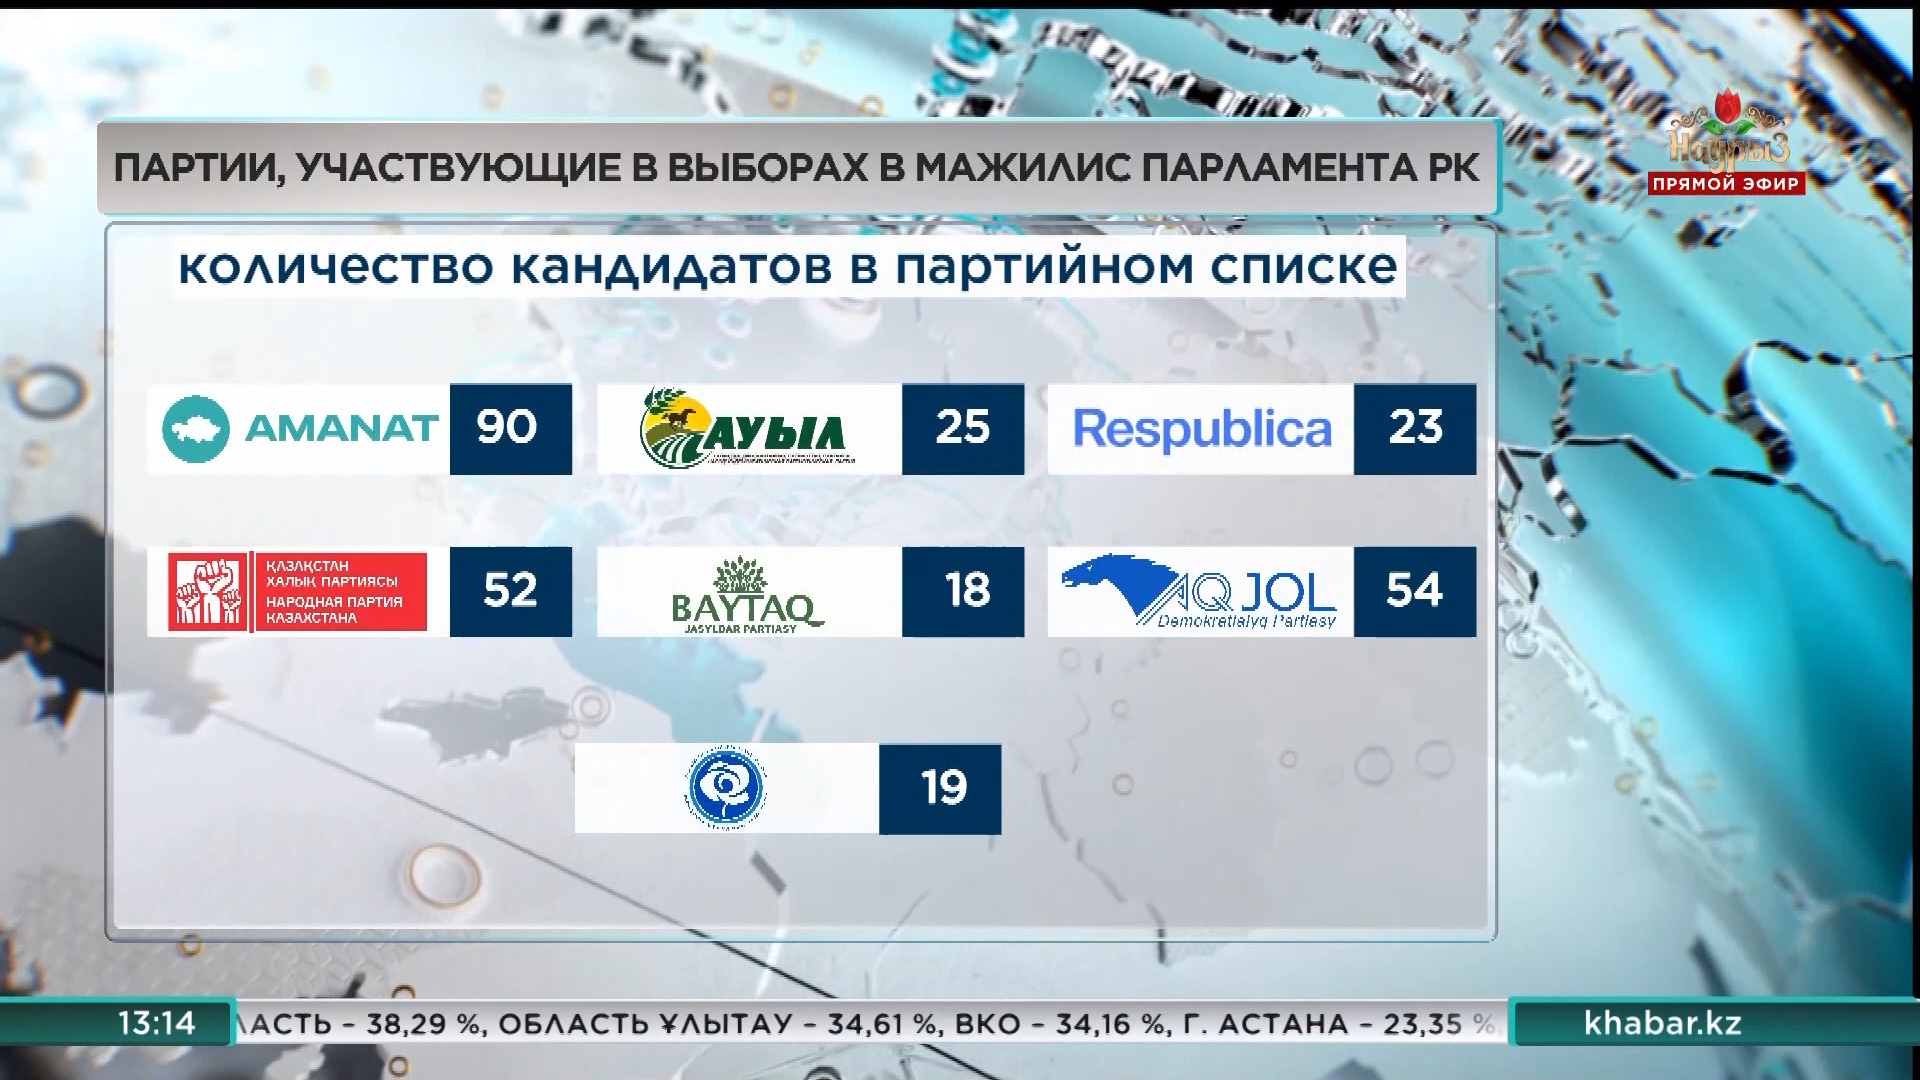 ПАРТИИ, УЧАСТВУЮЩИЕ В ВЫБОРАХ В МАЖИЛИС ПАРЛАМЕНТА РК
Наурыз
ПРЯМОЙ ЭФИР
количество кандидатов в партийном списке
AMANAT 90
АУЫЛ 25
Respublica 23
ҚАЗАҚСТАН
ХАЛЫҚ ПАРТИЯСЫ
НАРОДНАЯ ПАРТИЯ
КАЗАХСТАНА
52
BAYTAQ
JASYLDAR PARTIASY
18
AQ JOL
Demokratialyq Partiasy
54
19
13:14
ЛАСТЬ – 38,29 %, ОБЛАСТЬ ҰЛЫТАУ – 34,61 %, ВКО – 34,16 %, Г. АСТАНА – 23,35 %
khabar.kz